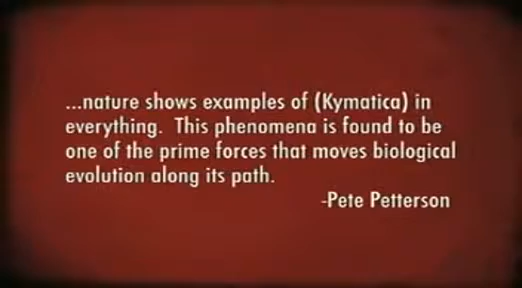 ...nature shows examples of (Kymatica) in
everything. This phenomena is found to be
one of the prime forces that moves biological
evolution along its path.
-Pete Petterson